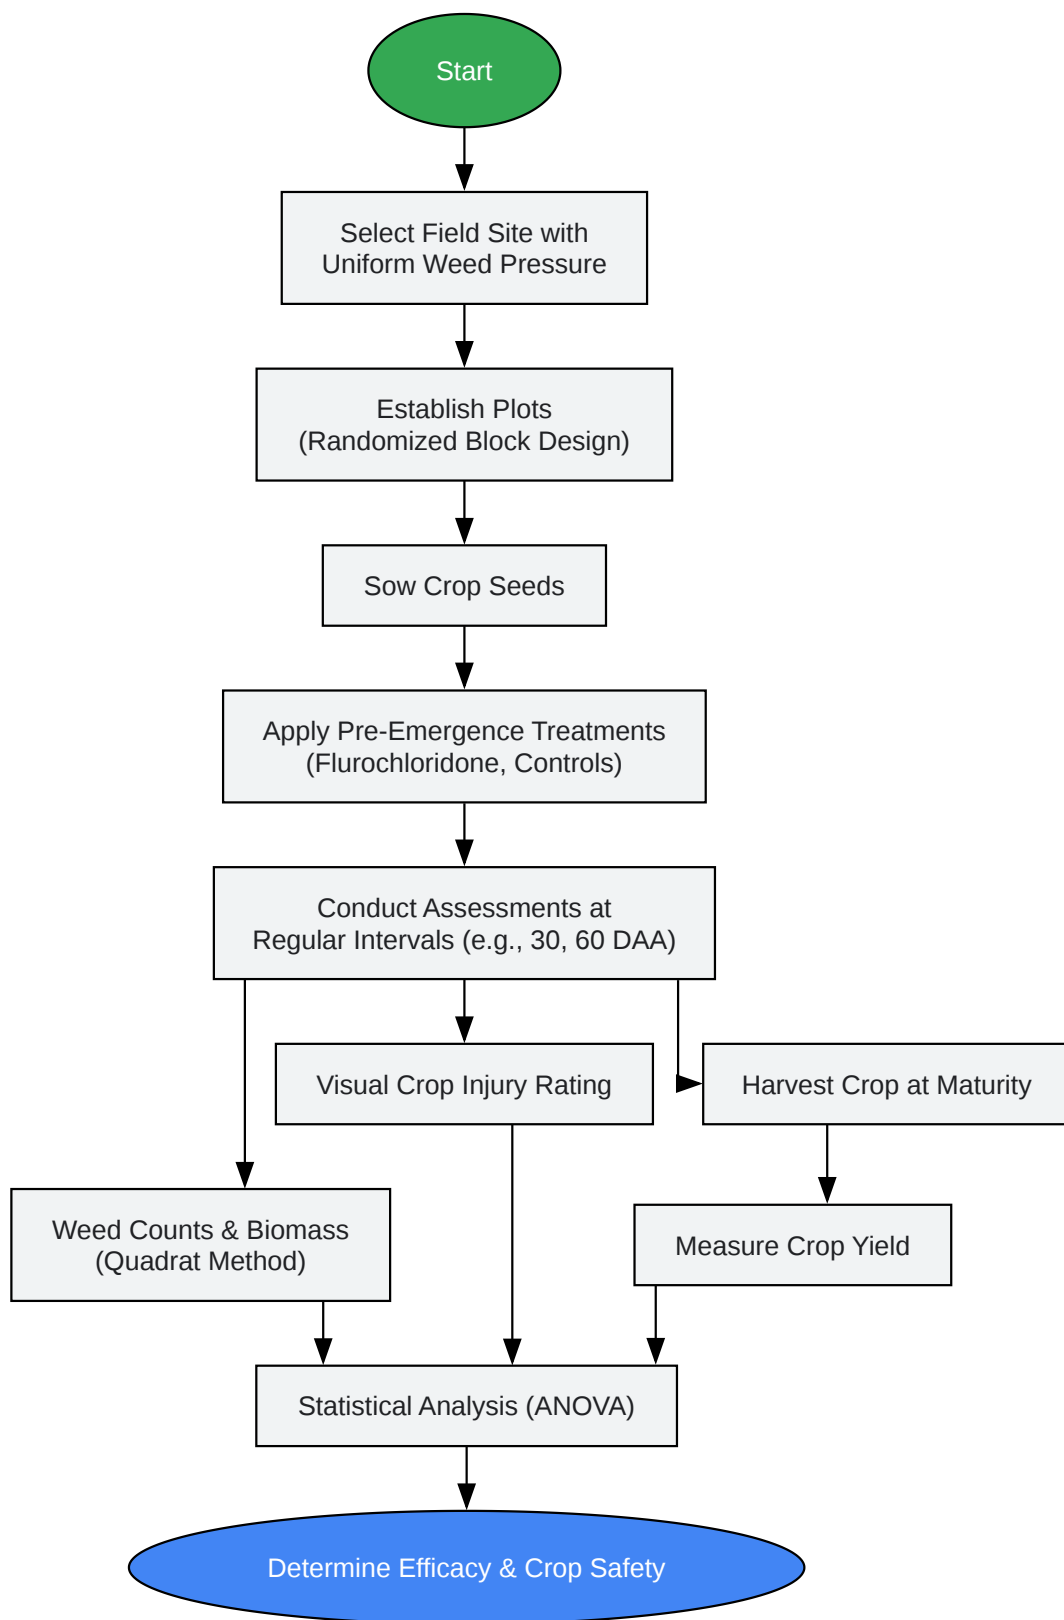 Start
Select Field Site with
Uniform Weed Pressure
Establish Plots
(Randomized Block Design)
Sow Crop Seeds
Apply Pre-Emergence Treatments
(Flurochloridone, Controls)
Conduct Assessments at
Regular Intervals (e.g., 30, 60 DAA)
Visual Crop Injury Rating
Harvest Crop at Maturity
Weed Counts & Biomass
(Quadrat Method)
Measure Crop Yield
Statistical Analysis (ANOVA)
Determine Efficacy & Crop Safety